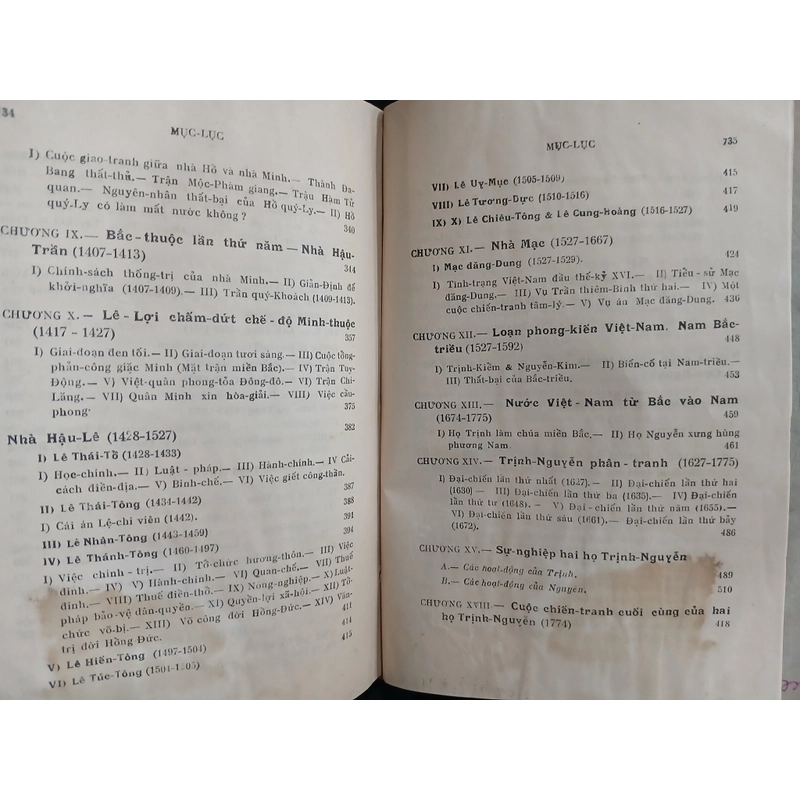 34
MỤC-LỤC
I) Cuộc giao-tranh giữa nhà Hồ và nhà Minh.— Thành Đa-
Bang thất-thủ.— Trận Mộc-Phàm giang.— Trậu Hàm Tử
quan.— Nguyên-nhân thất-bại của Hồ quý-Ly.— II) Hồ
quý-Ly có làm mất nước không ?
340
CHƯƠNG IX.— Bắc-thuộc lần thứ năm — Nhà Hậu-
Trần (1407-1413)
344
I) Chính-sách thống-trị của nhà Minh.— II) Giản-Định đế
khởi-nghĩa (1407-1409).— III) Trần quý-Khoách (1409-1413).
CHƯƠNG X.— Lê-Lợi chấm-dứt chế-độ Minh-thuộc
(1417 - 1427)
357
I) Giai-đoạn đen tối.— II) Giai-đoạn tươi sáng.— III) Cuộc tổng-
phản-công giặc Minh (Mặt trận miền Bắc).— IV) Trận Tuy-
Động.— V) Việt-quân phong-tỏa Đông-đô.— VI) Trận Chi-
Lăng.— VII) Quân Minh xin hòa-giải.— VIII) Việc cầu-
phong
375
382
Nhà Hậu-Lê (1428-1527)
I) Lê Thái-Tổ (1428-1433)
I) Học-chính.— II) Luật - pháp.— III) Hành-chính.— IV Cải-
cách điền-địa.— V) Binh-chế.— VI) Việc giết công-thần.
387
II) Lê Thái-Tông (1434-1442)
388
I) Cái án Lệ-chi viên (1442).
391
III) Lê Nhân-Tông (1443-1459)
394
IV) Lê Thánh-Tông (1460-1497)
I) Việc chính - trị.— II) Tổ-chức hương-thôn.— III) Việc
đinh.— IV) V) Hành-chính.— VI) Quan-chế.— VII) Thuế
đinh.— VIII) Thuế điền-thổ.— IX) Nông-nghiệp.— X) Luật-
pháp bảo-vệ dân-quyền.— XI) Quyền-lợi xã-hội.— XII) Tổ-
chức võ-bị.— XIII) Võ công đời Hồng-Đức.— XIV) Văn-
trị đời Hồng Đức.
411
414
V) Lê Hiến-Tông (1497-1504)
415
VI) Lê Túc-Tông (1504-1505)
MỤC-LỤC
735
VII) Lê Uy-Mục (1505-1509)
415
VIII) Lê Tương-Dực (1510-1516)
417
IX) X) Lê Chiêu-Tông & Lê Cung-Hoàng (1516-1527)
419
CHƯƠNG XI.— Nhà Mạc (1527-1667)
I) Mạc đăng-Dung (1527-1529).
424
I) Tình-trạng Việt-Nam đầu thế-kỷ XVI.— II) Tiểu-sử Mạc
đăng-Dung.— III) Vụ Trần thiêm-Bình thứ hai.— IV) Một
cuộc chiến-tranh tâm-lý.— V) Vụ án Mạc đăng-Dung.
436
CHƯƠNG XII.— Loạn phong-kiến Việt-Nam. Nam Bắc-
triều (1527-1592)
448
I) Trịnh-Kiểm & Nguyễn-Kim.— II) Biến-cố tại Nam-triều.—
III) Thất-bại của Bắc-triều.
453
CHƯƠNG XIII.— Nước Việt-Nam từ Bắc vào Nam
(1674-1775)
459
I) Họ Trịnh làm chúa miền Bắc.— II) Họ Nguyễn xưng hùng
phương Nam.
461
CHƯƠNG XIV.— Trịnh-Nguyễn phân-tranh (1627-1775)
I) Đại-chiến lần thứ nhất (1627).— II) Đại-chiến lần thứ hai
(1630) — III) Đại-chiến lần thứ ba (1635).— IV) Đại-chiến
lần thứ tư (1648).— V) Đại-chiến lần thứ năm (1655).—
VI) Đại-chiến lần thứ sáu (1661).— Đại-chiến lần thứ bảy
(1672).
486
CHƯƠNG XV.— Sự-nghiệp hai họ Trịnh-Nguyễn
A.— Các hoạt-động của Trịnh.
489
B.— Các hoạt-động của Nguyễn.
510
CHƯƠNG XVIII.— Cuộc chiến-tranh cuối cùng của hai
họ Trịnh-Nguyễn (1774)
418